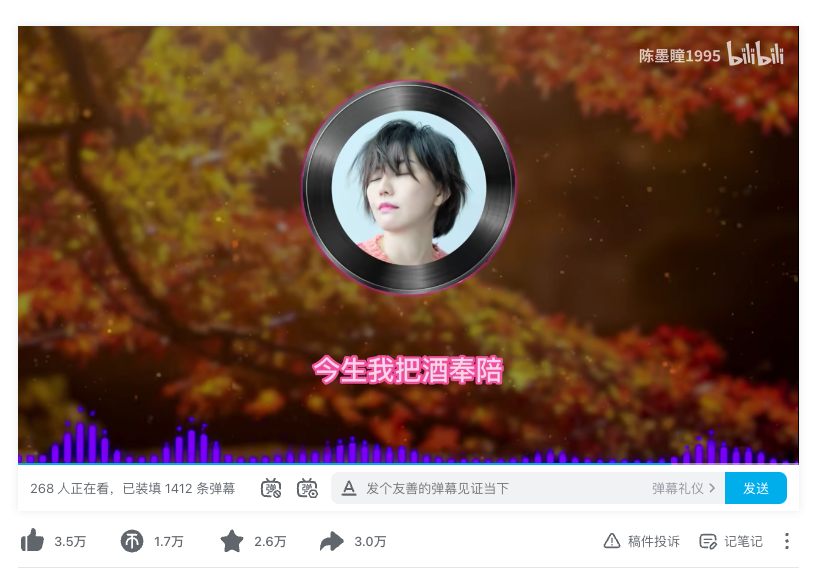 陈墨瞳1995 bilibili
今生我把酒奉陪
268 人正在看，已装填 1412 条弹幕
弹
弹
A
发个友善的弹幕见证当下
弹幕礼仪
发送
3.5万
1.7万
2.6万
3.0万
稿件投诉
记笔记